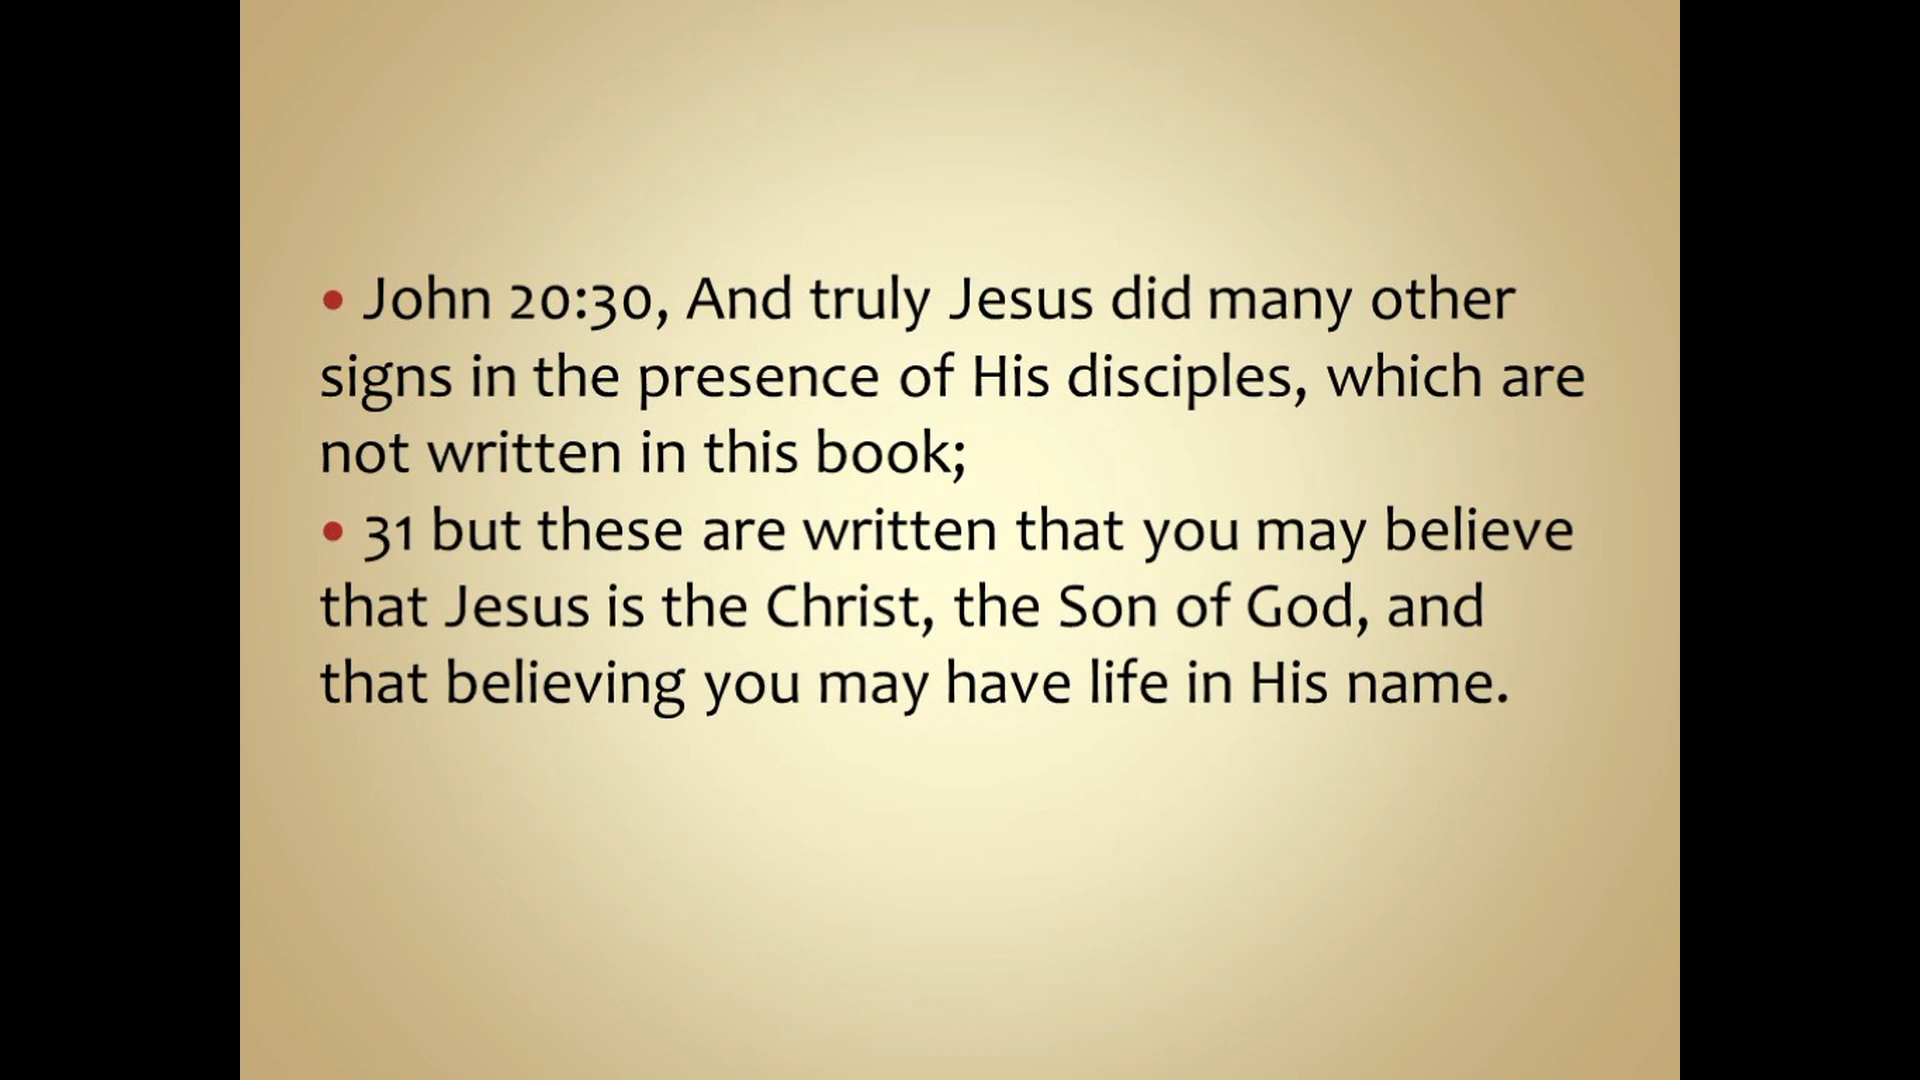 • John 20:30, And truly Jesus did many other
signs in the presence of His disciples, which are
not written in this book;
• 31 but these are written that you may believe
that Jesus is the Christ, the Son of God, and
that believing you may have life in His name.